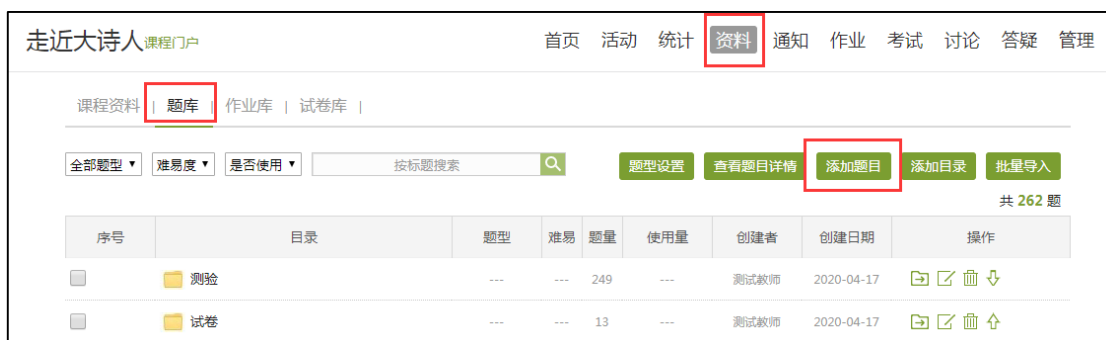 走近大诗人 课程门户 首页 活动 统计 资料 通知 作业 考试 讨论 答疑 管理
课程资料 | 题库 | 作业库 | 试卷库 |
全部题型 难易度 是否使用 按标题搜索 题型设置 查看题目详情 添加题目 添加目录 批量导入
共 262 题
序号 目录 题型 难易 题量 使用量 创建者 创建日期 操作
测验 --- --- 249 --- 测试教师 2020-04-17
试卷 --- --- 13 --- 测试教师 2020-04-17